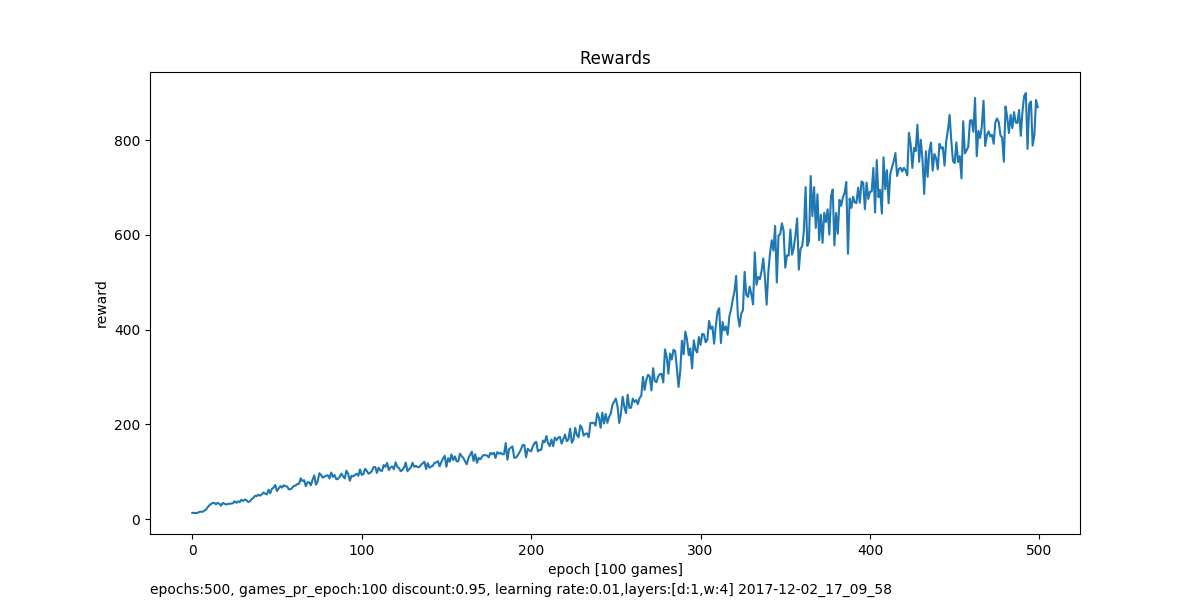 Rewards
800
600
400
200
0
reward
0 100 200 300 400 500
epoch [100 games]
epochs:500, games_pr_epoch:100 discount:0.95, learning rate:0.01,layers:[d:1,w:4] 2017-12-02_17_09_58